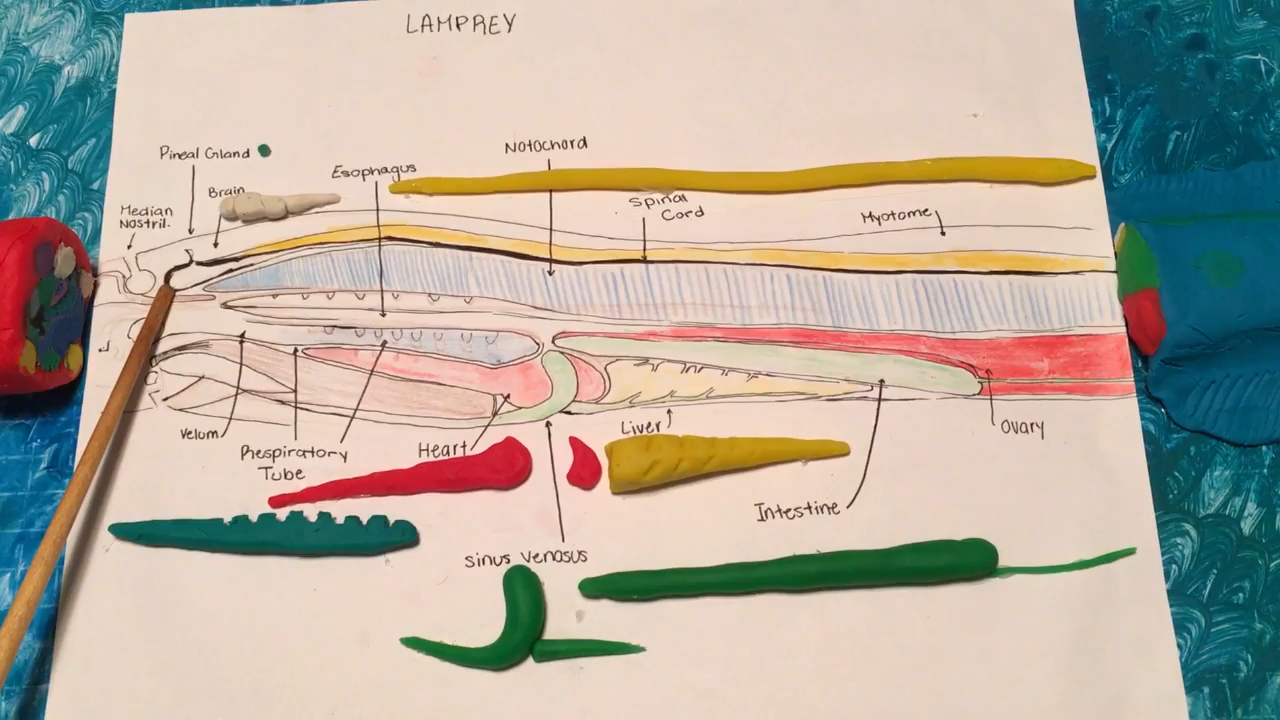 LAMPREY
Pineal Gland
Esophagus
Notochord
Brain
Median
Nostril.
Spinal
Cord
Myotome
Velum
Respiratory
Tube
Heart
Liver
Ovary
Intestine
sinus venasus